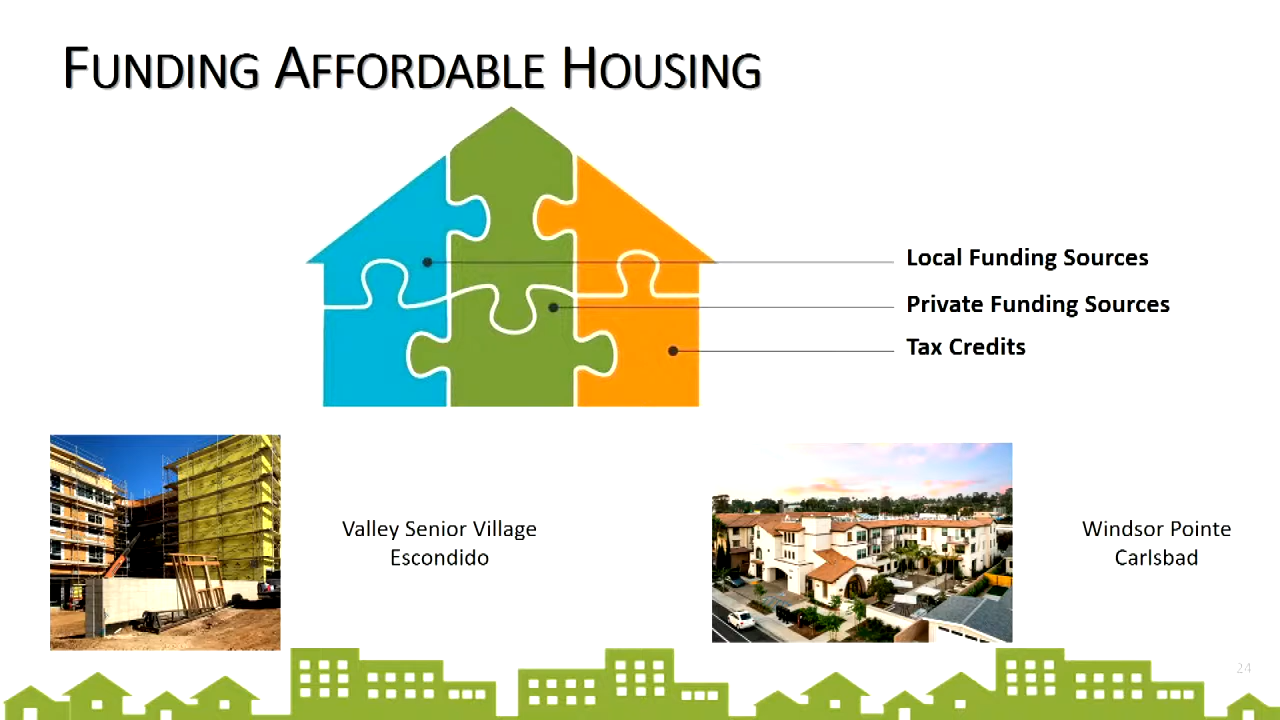 FUNDING AFFORDABLE HOUSING
Local Funding Sources
Private Funding Sources
Tax Credits
Valley Senior Village
Escondido
Windsor Pointe
Carlsbad
24